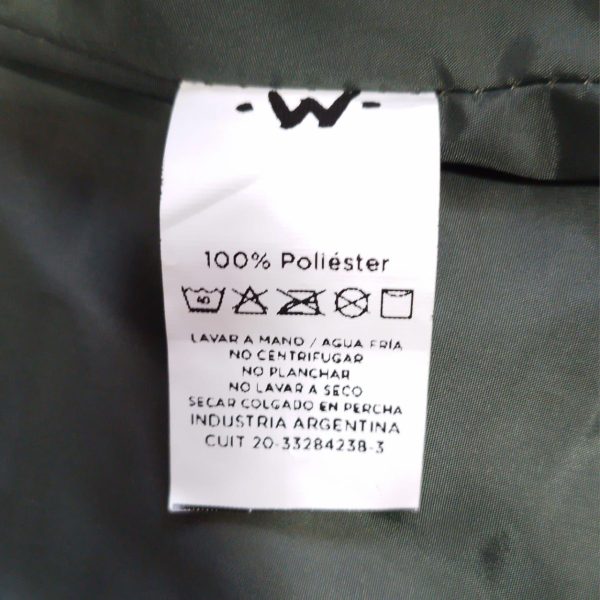 ·W·
100% Poliéster
40
LAVAR A MANO / AGUA FRÍA
NO CENTRIFUGAR
NO PLANCHAR
NO LAVAR A SECO
SECAR COLGADO EN PERCHA
INDUSTRIA ARGENTINA
CUIT 20-33284238-3